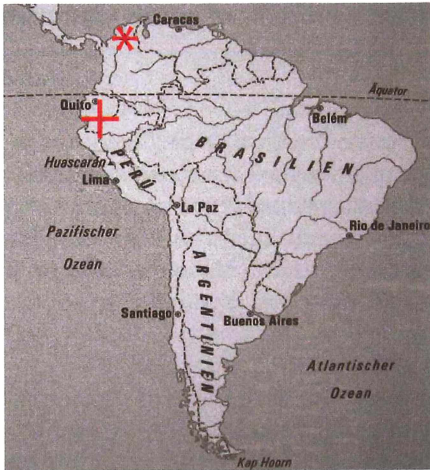 Caracas
Äquator
Quito
Belém
BRASILIEN
Huascarán
PERÚ
Lima
La Paz
Pazifischer
Ozean
Rio de Janeiro
ARGENTINIEN
Santiago
Buenos Aires
Atlantischer
Ozean
Kap Hoorn